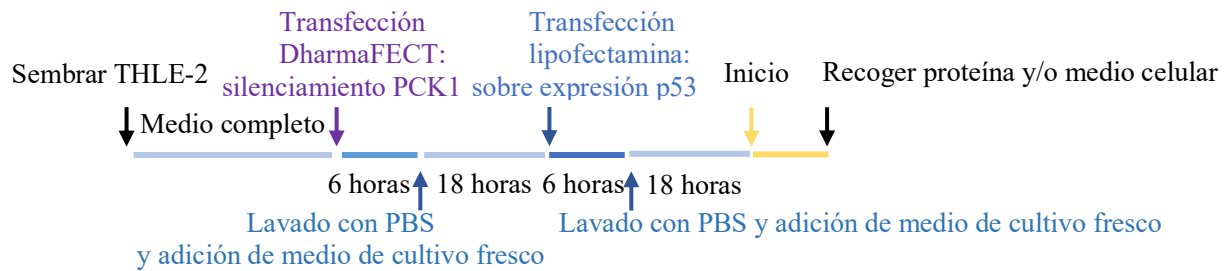 Transfección
DharmaFECT:
silenciamiento PCK1
Transfección
lipofectamina:
sobre expresión p53
Sembrar THLE-2
Inicio
Recoger proteína y/o medio celular
Medio completo
6 horas
18 horas
6 horas
18 horas
Lavado con PBS
y adición de medio de cultivo fresco
Lavado con PBS y adición de medio de cultivo fresco